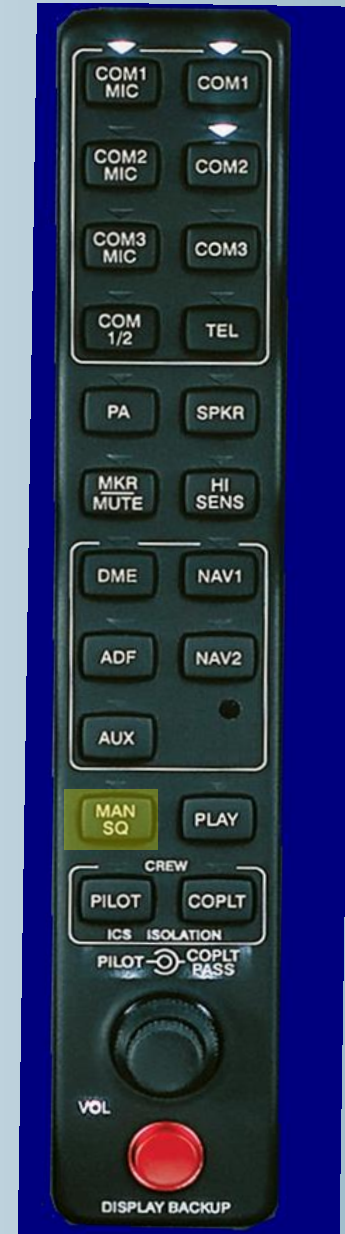 COM1
MIC
COM1
COM2
MIC
COM2
COM3
MIC
COM3
COM
1/2
TEL
PA
SPKR
MKR
MUTE
HI
SENS
DME
NAV1
ADF
NAV2
AUX
MAN
SQ
PLAY
CREW
PILOT
COPLT
ICS ISOLATION
PILOT COPLT
PASS
VOL
DISPLAY BACKUP